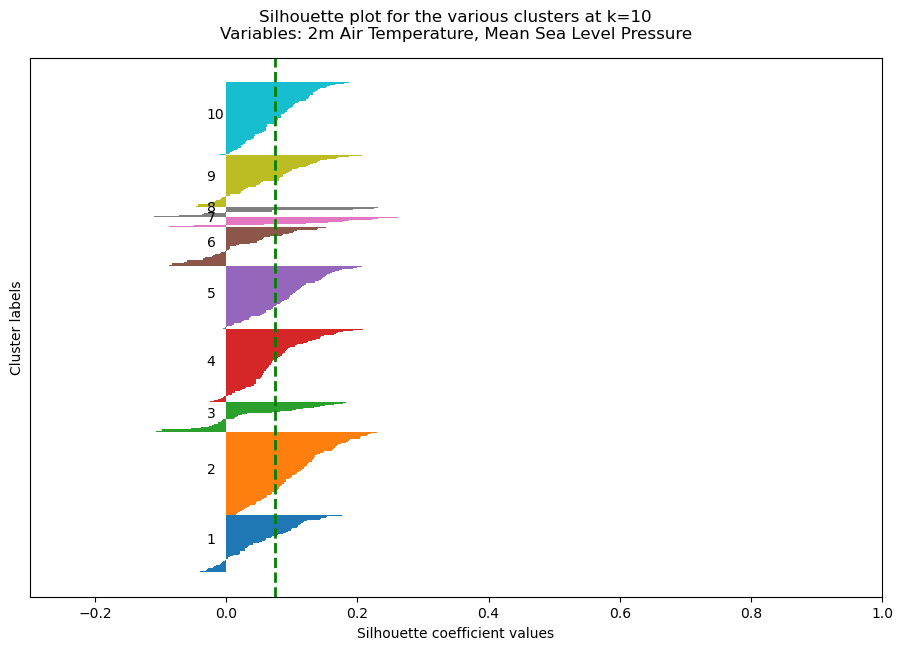 Silhouette plot for the various clusters at k=10
Variables: 2m Air Temperature, Mean Sea Level Pressure
10
9
8
7
6
5
4
3
2
1
Cluster labels
−0.2 0.0 0.2 0.4 0.6 0.8 1.0
Silhouette coefficient values